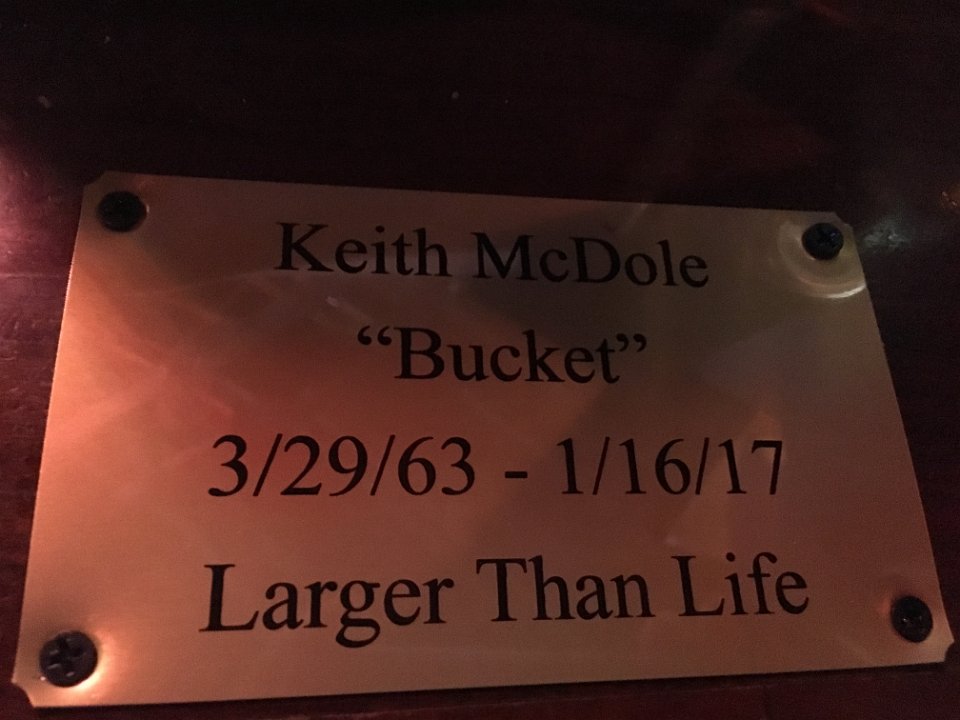 Keith McDole
“Bucket”
3/29/63 - 1/16/17
Larger Than Life